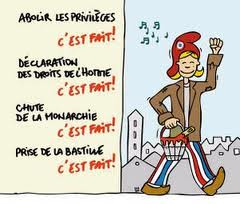 ABOLIR LES PRIVILÈGES
C'EST FAIT!
DÉCLARATION
DES DROITS DE L'HOMME
C'EST FAIT!
CHUTE
DE LA MONARCHIE
C'EST FAIT!
PRISE DE LA BASTILLE
C'EST FAIT!